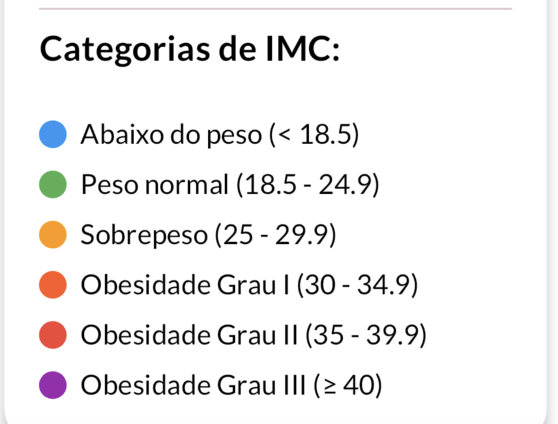 Categorias de IMC:
Abaixo do peso (< 18.5)
Peso normal (18.5 - 24.9)
Sobrepeso (25 - 29.9)
Obesidade Grau I (30 - 34.9)
Obesidade Grau II (35 - 39.9)
Obesidade Grau III (≥ 40)